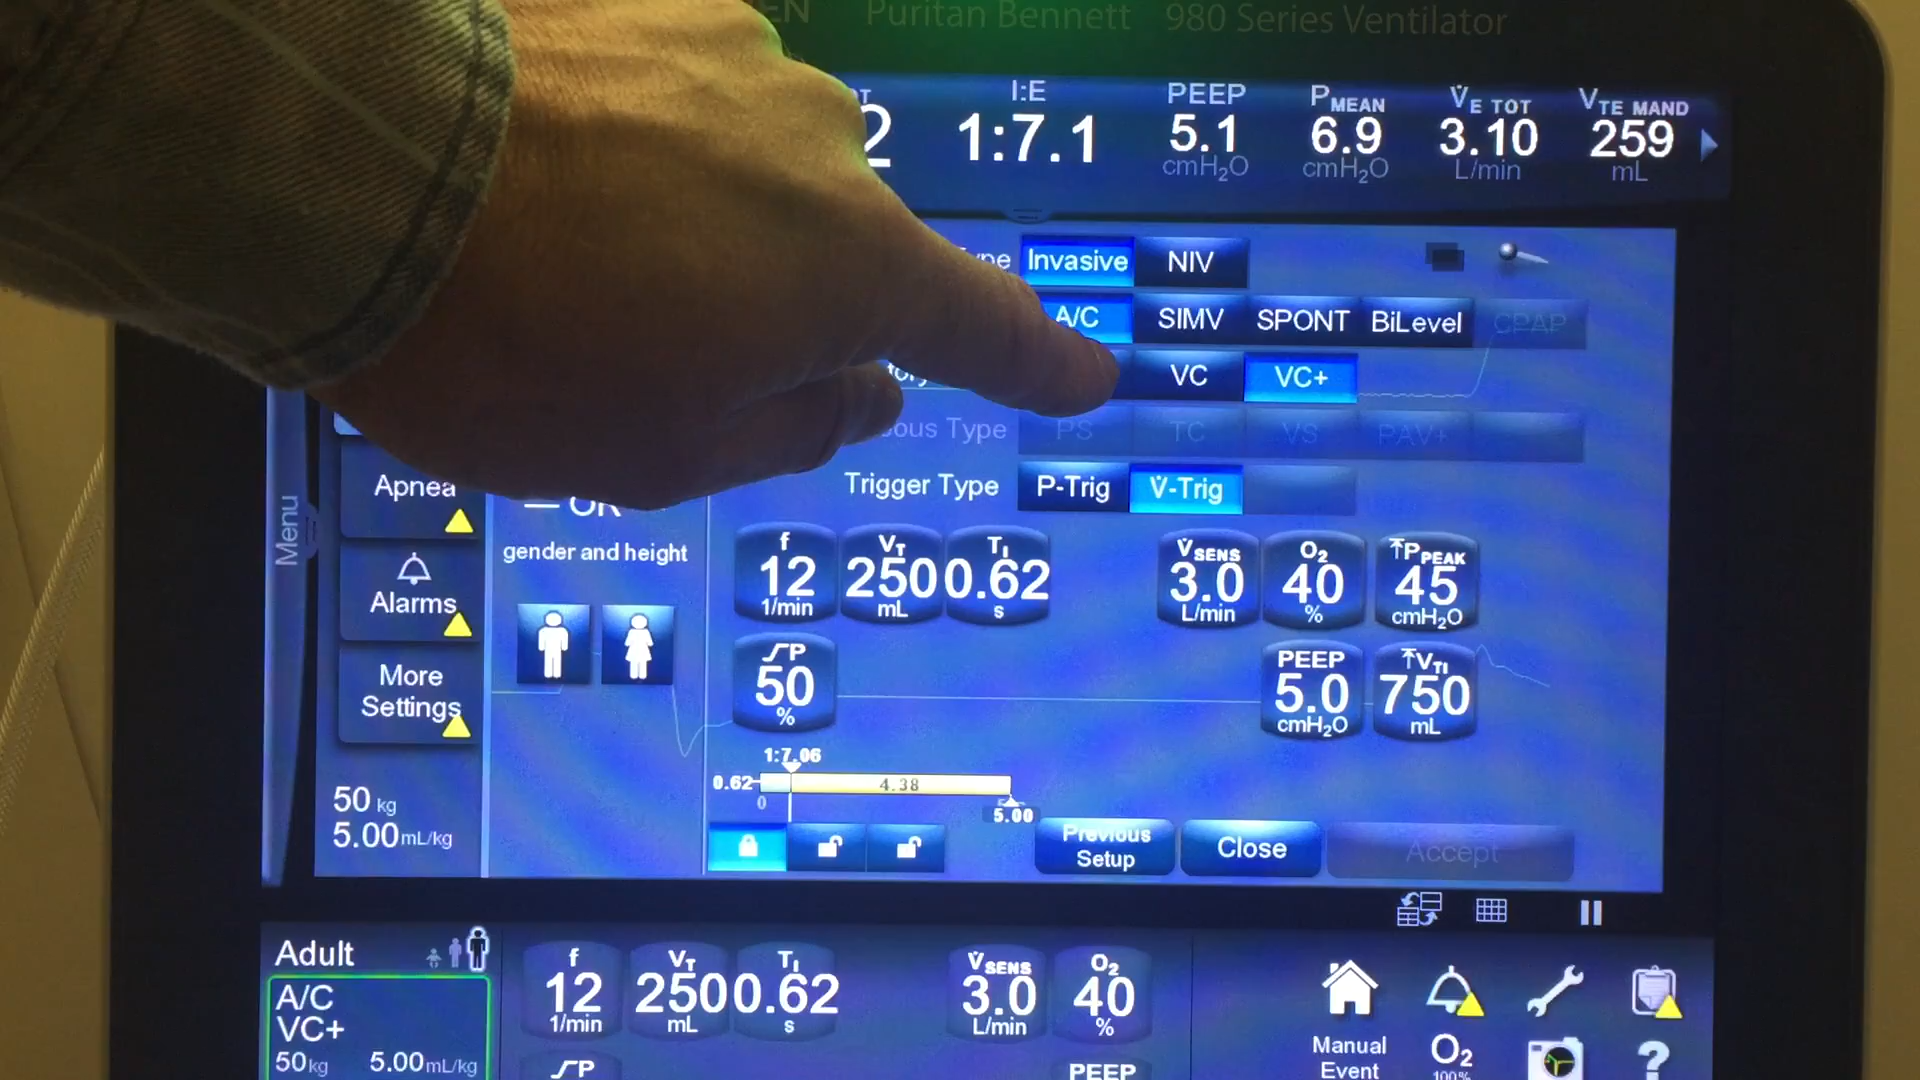 EN Puritan Bennett 980 Series Ventilator
I:E PEEP PMEAN V̇E TOT VTE MAND
2 1:7.1 5.1 6.9 3.10 259
cmH₂O cmH₂O L/min mL
Invasive NIV
A/C SIMV SPONT BiLevel CPAP
VC VC+
Type PS TC VS PAV+
Trigger Type P-Trig V̇-Trig
Menu
Apnea
Alarms
More
Settings
50 kg
5.00 mL/kg
OR
gender and height
f VT TI V̇SENS O₂ PPEAK
12 250 0.62 3.0 40 45
1/min mL s L/min % cmH₂O
P PEEP VTI
50 5.0 750
% cmH₂O mL
1:7.06
0.62 4.38
0 5.00
Previous
Setup
Close
Accept
Adult
A/C
VC+
50 kg 5.00 mL/kg
f VT TI V̇SENS O₂
12 250 0.62 3.0 40
1/min mL s L/min %
P PEEP
Manual
Event
O₂
100%
?